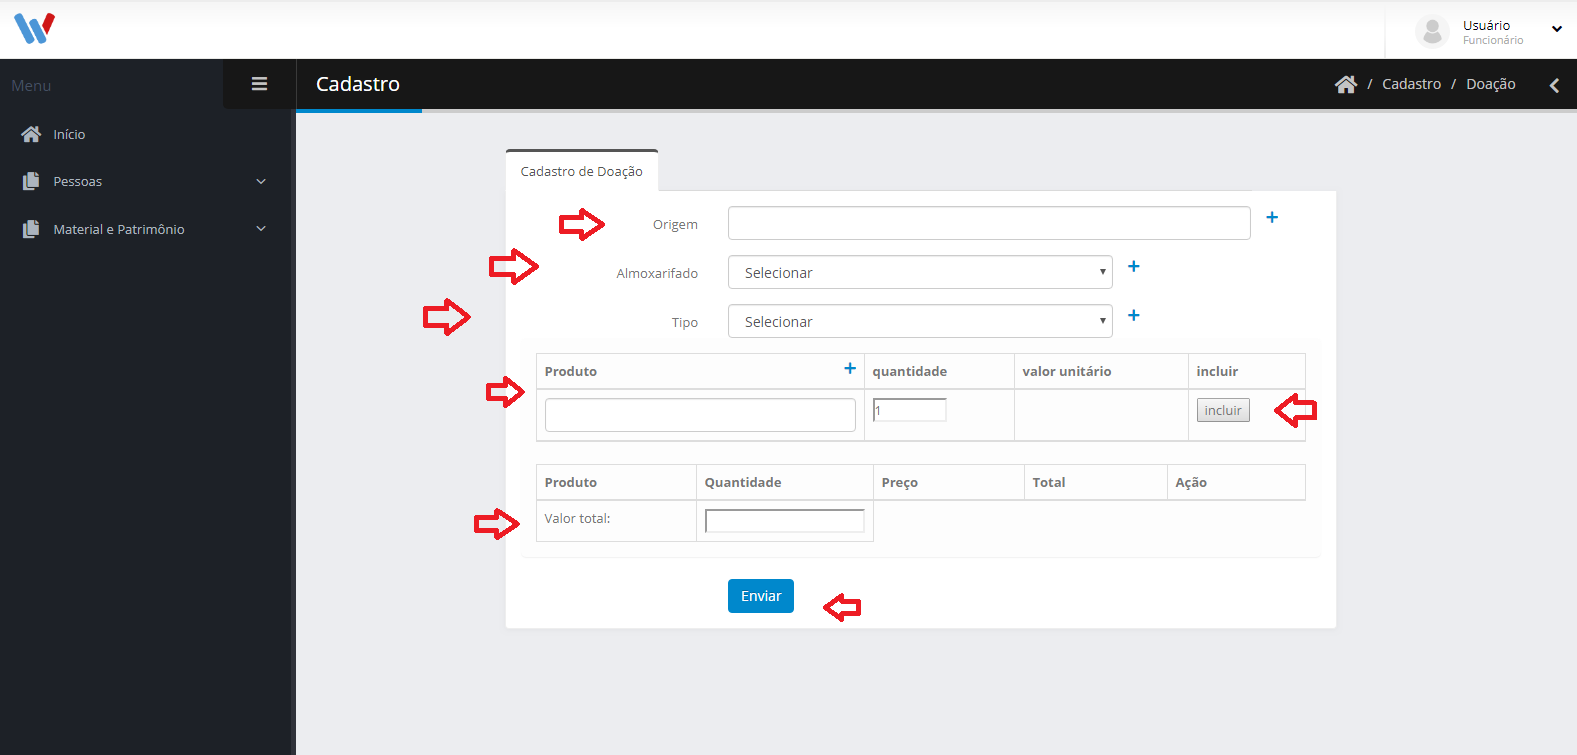 Usuário
Funcionário
Menu
Cadastro
/ Cadastro / Doação
Início
Pessoas
Material e Patrimônio
Cadastro de Doação
Origem
Almoxarifado Selecionar
Tipo Selecionar
Produto quantidade valor unitário incluir
1 incluir
Produto Quantidade Preço Total Ação
Valor total:
Enviar